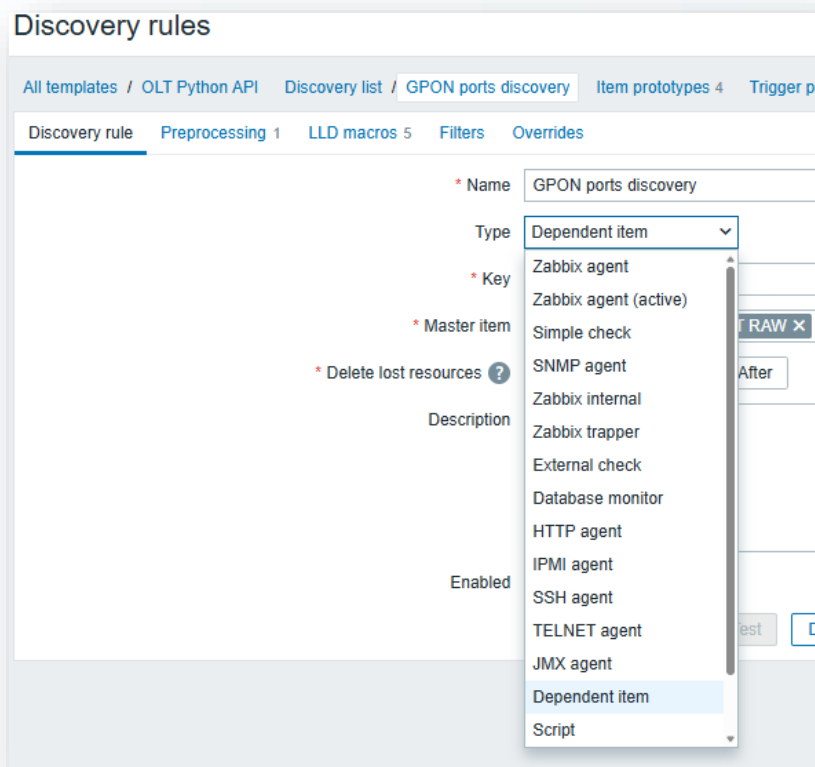 Discovery rules
All templates / OLT Python API Discovery list / GPON ports discovery Item prototypes 4 Trigger
Discovery rule Preprocessing 1 LLD macros 5 Filters Overrides
* Name GPON ports discovery
Type Dependent item
Zabbix agent
* Key
Zabbix agent (active)
* Master item
Simple check
RAW ×
SNMP agent
* Delete lost resources ?
After
Zabbix internal
Description
Zabbix trapper
External check
Database monitor
HTTP agent
IPMI agent
Enabled
SSH agent
TELNET agent
JMX agent
Dependent item
Script